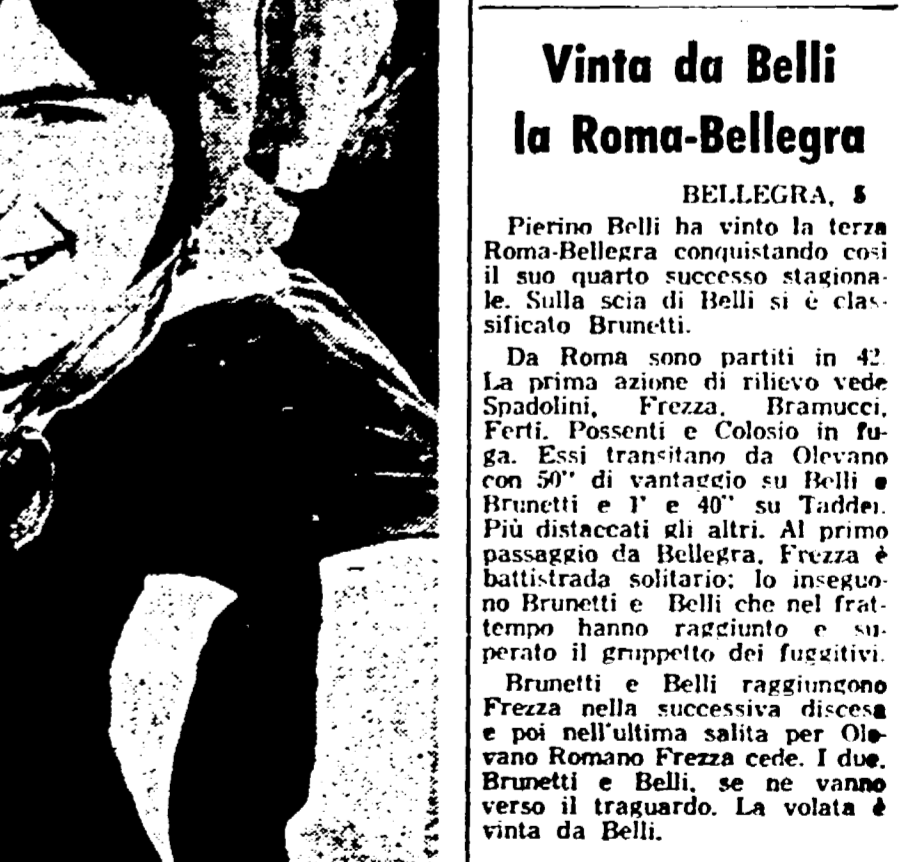 Vinta da Belli
la Roma-Bellegra
BELLEGRA, 8
Pierino Belli ha vinto la terza
Roma-Bellegra conquistando così
il suo quarto successo stagiona-
le. Sulla scia di Belli si è clas-
sificato Brunetti.
Da Roma sono partiti in 42.
La prima azione di rilievo vede
Spadolini, Frezza, Bramucci,
Ferti, Possenti e Colosio in fu-
ga. Essi transitano da Olevano
con 50" di vantaggio su Belli e
Brunetti e 1' e 40" su Taddei.
Più distaccati gli altri. Al primo
passaggio da Bellegra, Frezza è
battistrada solitario; lo inseguo-
no Brunetti e Belli che nel frat-
tempo hanno raggiunto e su-
perato il gruppetto dei fuggitivi.
Brunetti e Belli raggiungono
Frezza nella successiva discesa
e poi nell'ultima salita per Ole-
vano Romano Frezza cede. I due,
Brunetti e Belli, se ne vanno
verso il traguardo. La volata è
vinta da Belli.